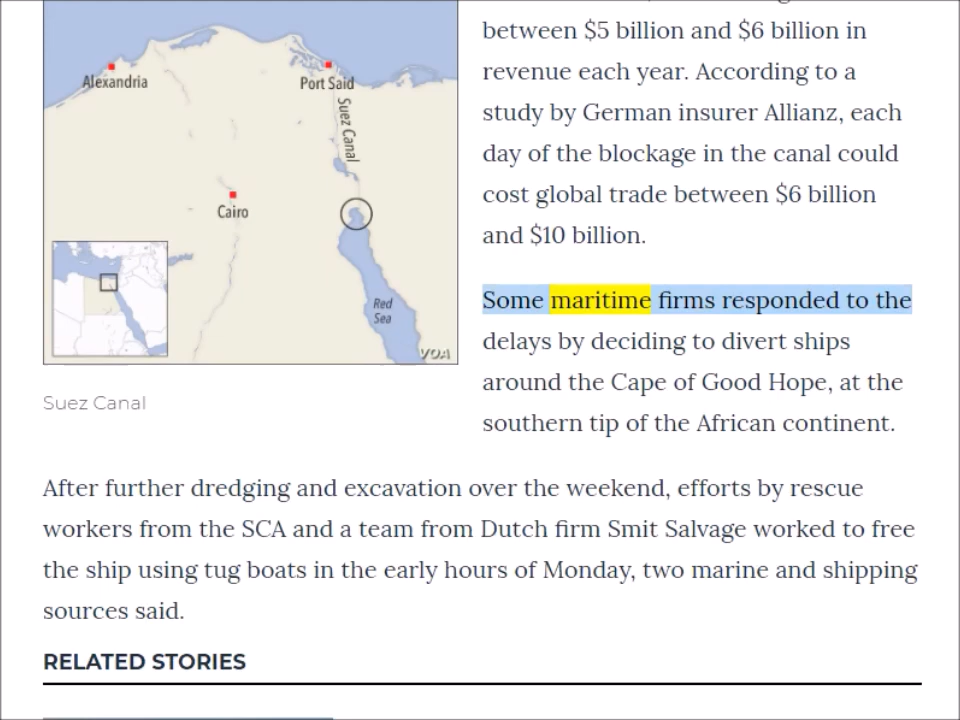 Alexandria
Port Said
Suez Canal
Cairo
Red
Sea
VOA
Suez Canal
between $5 billion and $6 billion in
revenue each year. According to a
study by German insurer Allianz, each
day of the blockage in the canal could
cost global trade between $6 billion
and $10 billion.
Some maritime firms responded to the
delays by deciding to divert ships
around the Cape of Good Hope, at the
southern tip of the African continent.
After further dredging and excavation over the weekend, efforts by rescue
workers from the SCA and a team from Dutch firm Smit Salvage worked to free
the ship using tug boats in the early hours of Monday, two marine and shipping
sources said.
RELATED STORIES